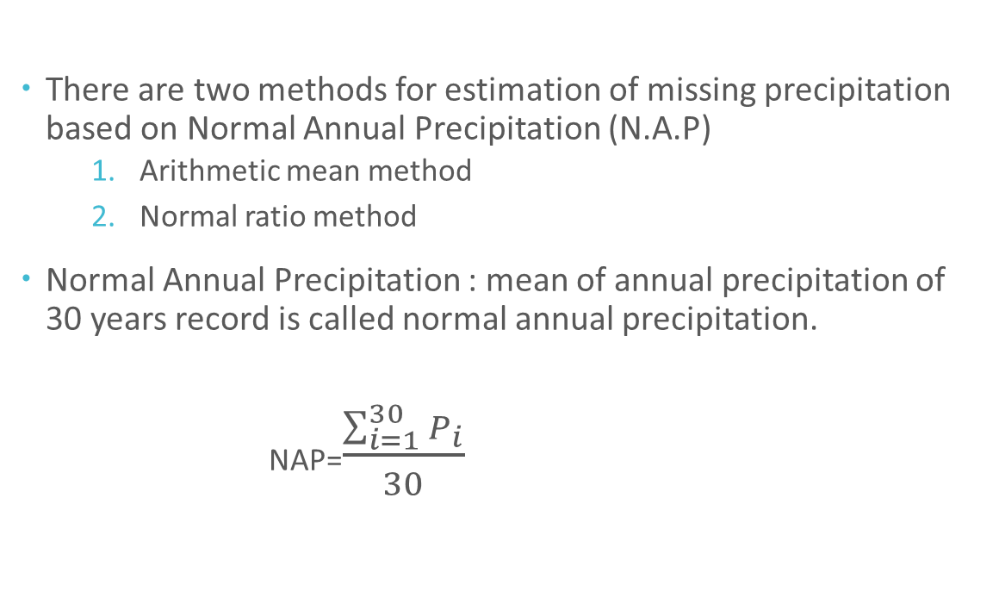 • There are two methods for estimation of missing precipitation
based on Normal Annual Precipitation (N.A.P)
1. Arithmetic mean method
2. Normal ratio method
• Normal Annual Precipitation : mean of annual precipitation of
30 years record is called normal annual precipitation.
NAP=\frac{\sum_{i=1}^{30} P_i}{30}